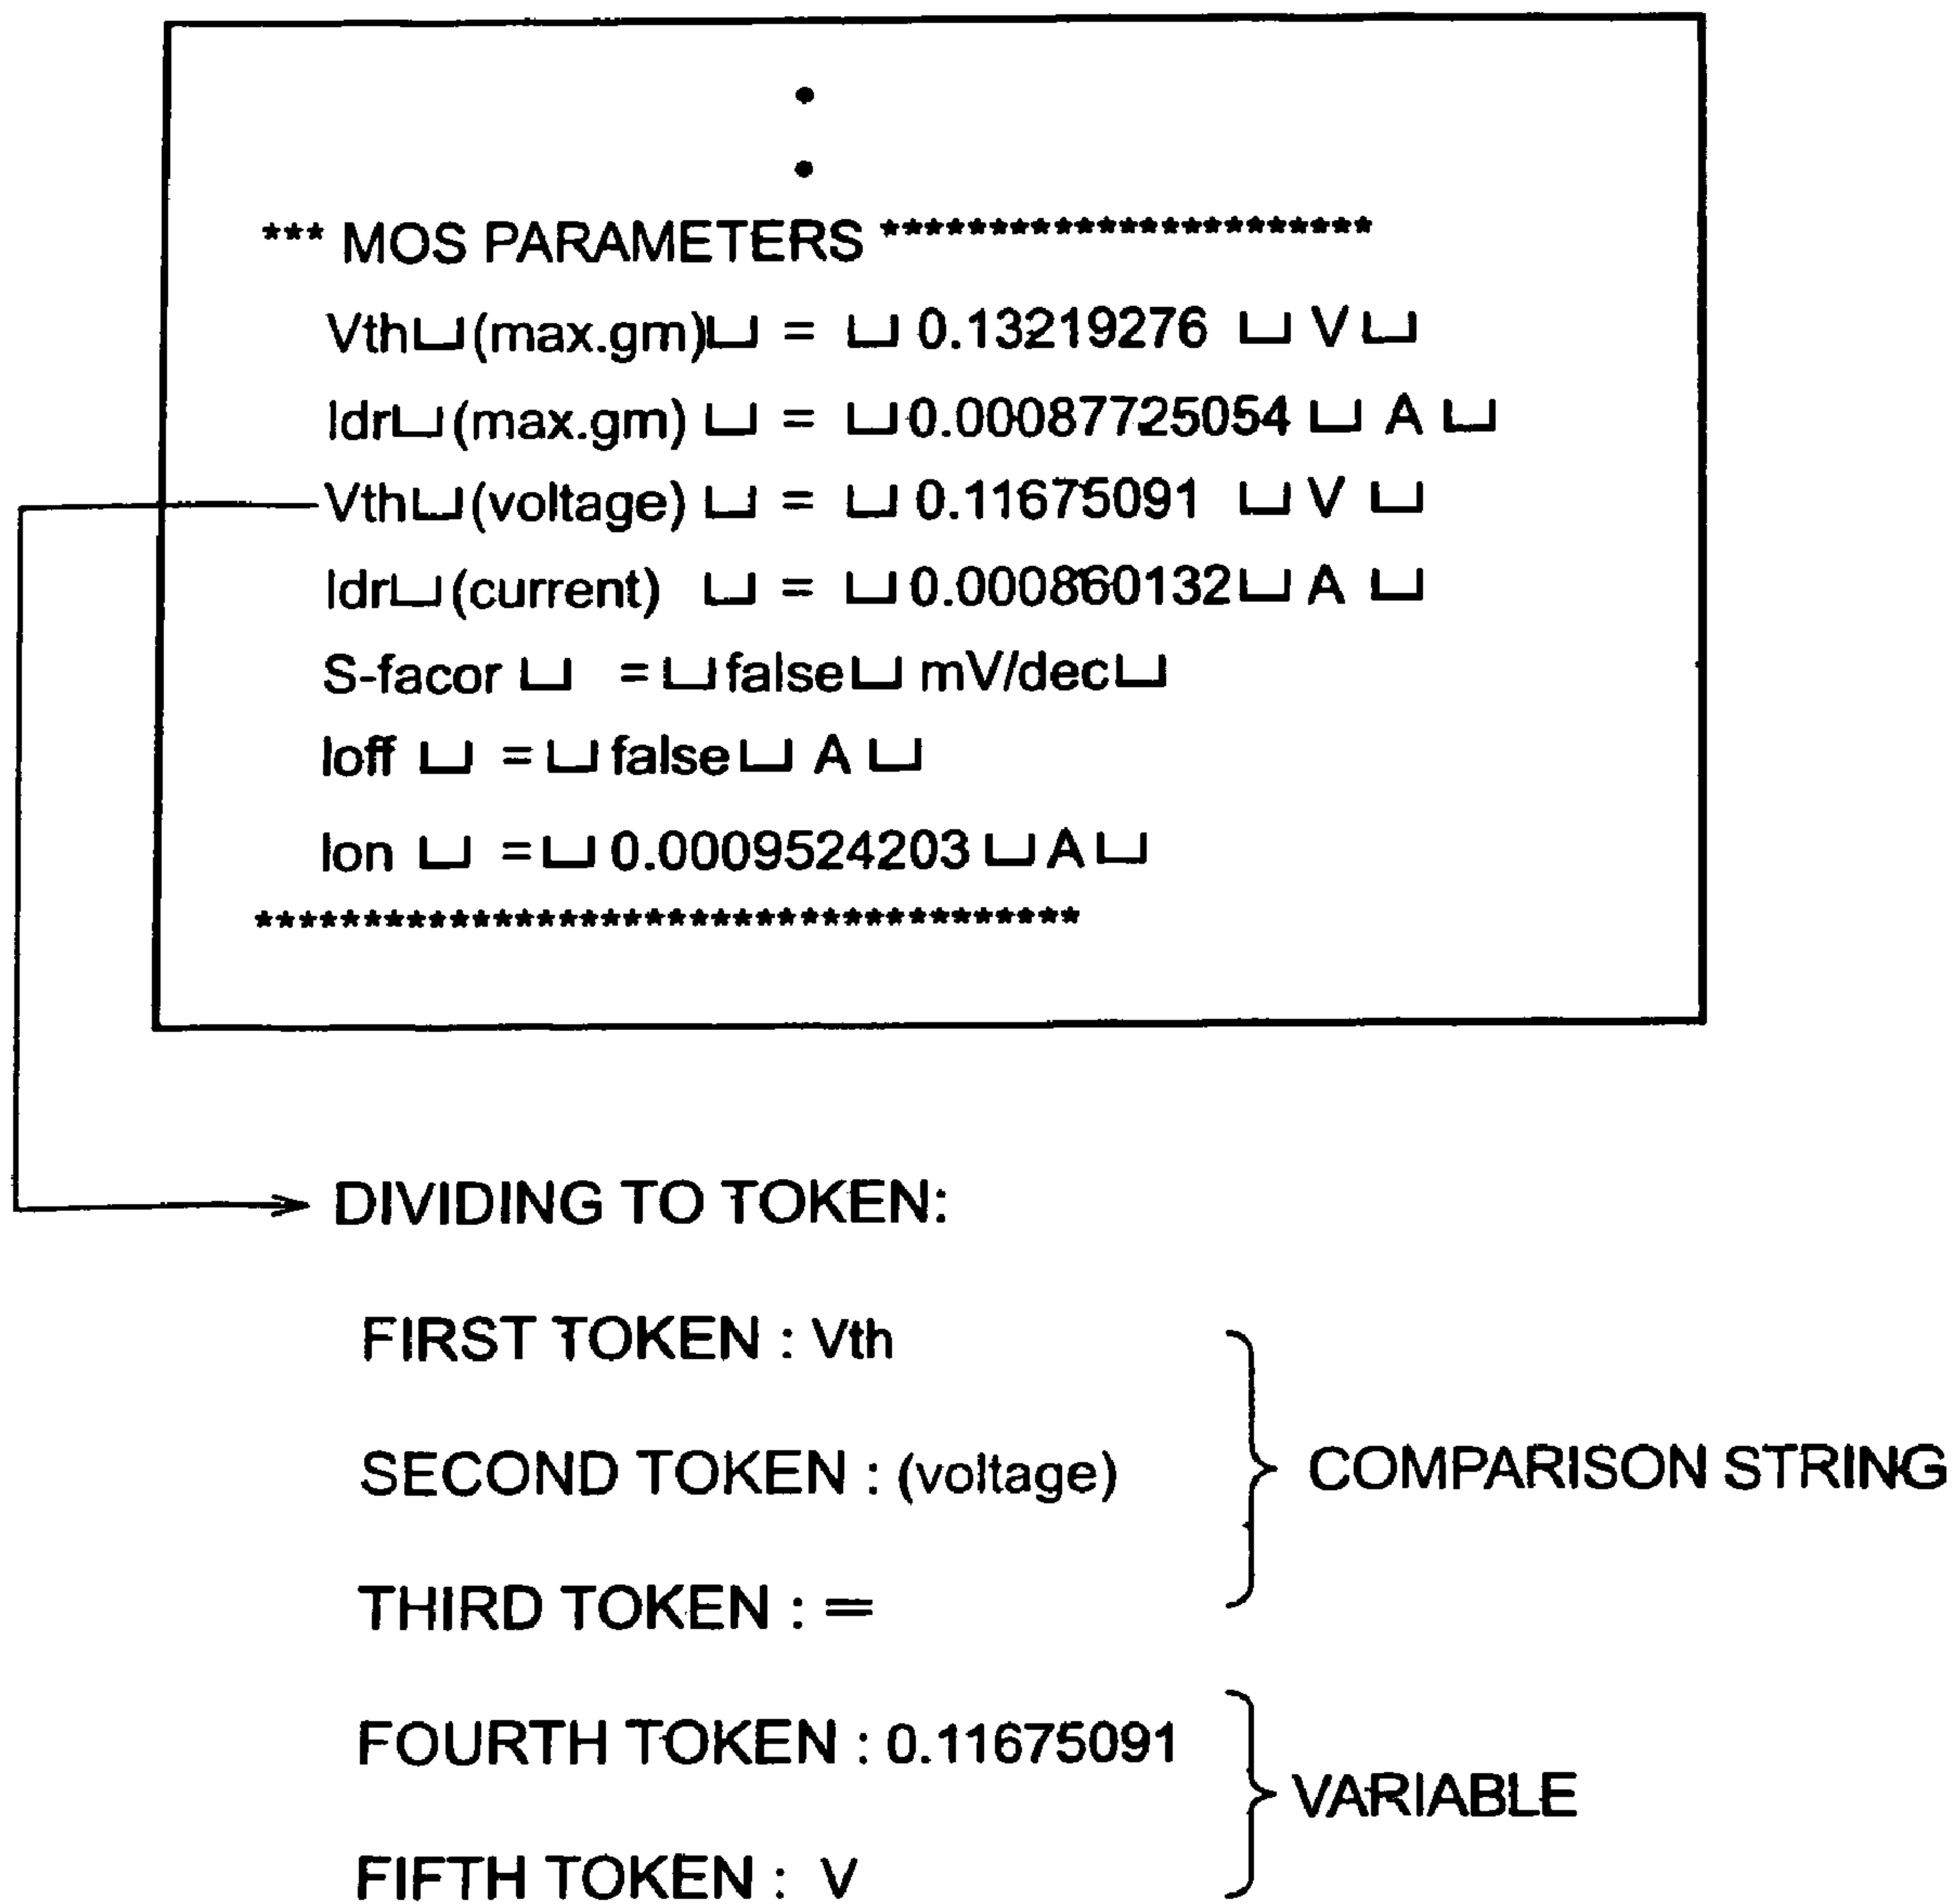 *** MOS PARAMETERS ***********************
Vth␣(max.gm)␣ = ␣ 0.13219276 ␣ V␣
Idr␣(max.gm) ␣ = ␣0.00087725054 ␣ A ␣
Vth␣(voltage) ␣ = ␣ 0.11675091 ␣ V ␣
Idr␣(current) ␣ = ␣0.000860132␣ A ␣
S-facor ␣ =␣false␣ mV/dec␣
Ioff ␣ =␣false␣ A␣
Ion ␣ =␣0.0009524203␣A␣
**************************************
DIVIDING TO TOKEN:
FIRST TOKEN : Vth
SECOND TOKEN : (voltage)
THIRD TOKEN : =
COMPARISON STRING
FOURTH TOKEN : 0.11675091
FIFTH TOKEN : V
VARIABLE